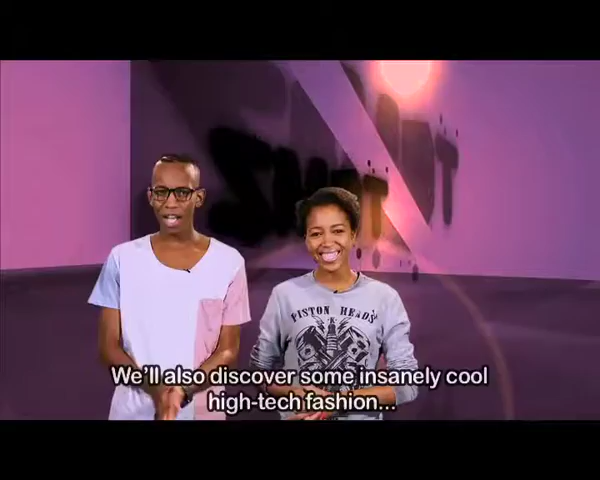 PISTON HEADS
We'll also discover some insanely cool
high-tech fashion...